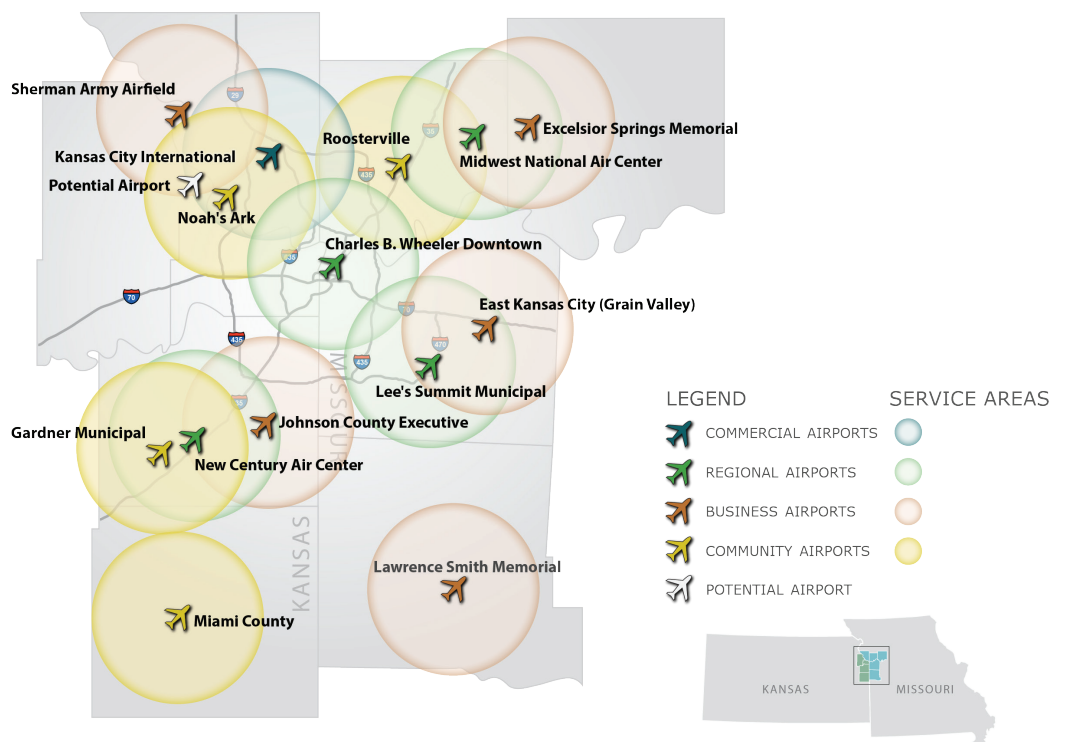 Sherman Army Airfield
29
Roosterville
35
Excelsior Springs Memorial
Kansas City International
Midwest National Air Center
435
Potential Airport
Noah's Ark
Charles B. Wheeler Downtown
635
70
East Kansas City (Grain Valley)
70
435
470
435
MISSOURI
Lee's Summit Municipal
LEGEND
SERVICE AREAS
35
Johnson County Executive
COMMERCIAL AIRPORTS
Gardner Municipal
New Century Air Center
REGIONAL AIRPORTS
BUSINESS AIRPORTS
KANSAS
COMMUNITY AIRPORTS
Lawrence Smith Memorial
POTENTIAL AIRPORT
Miami County
KANSAS
MISSOURI